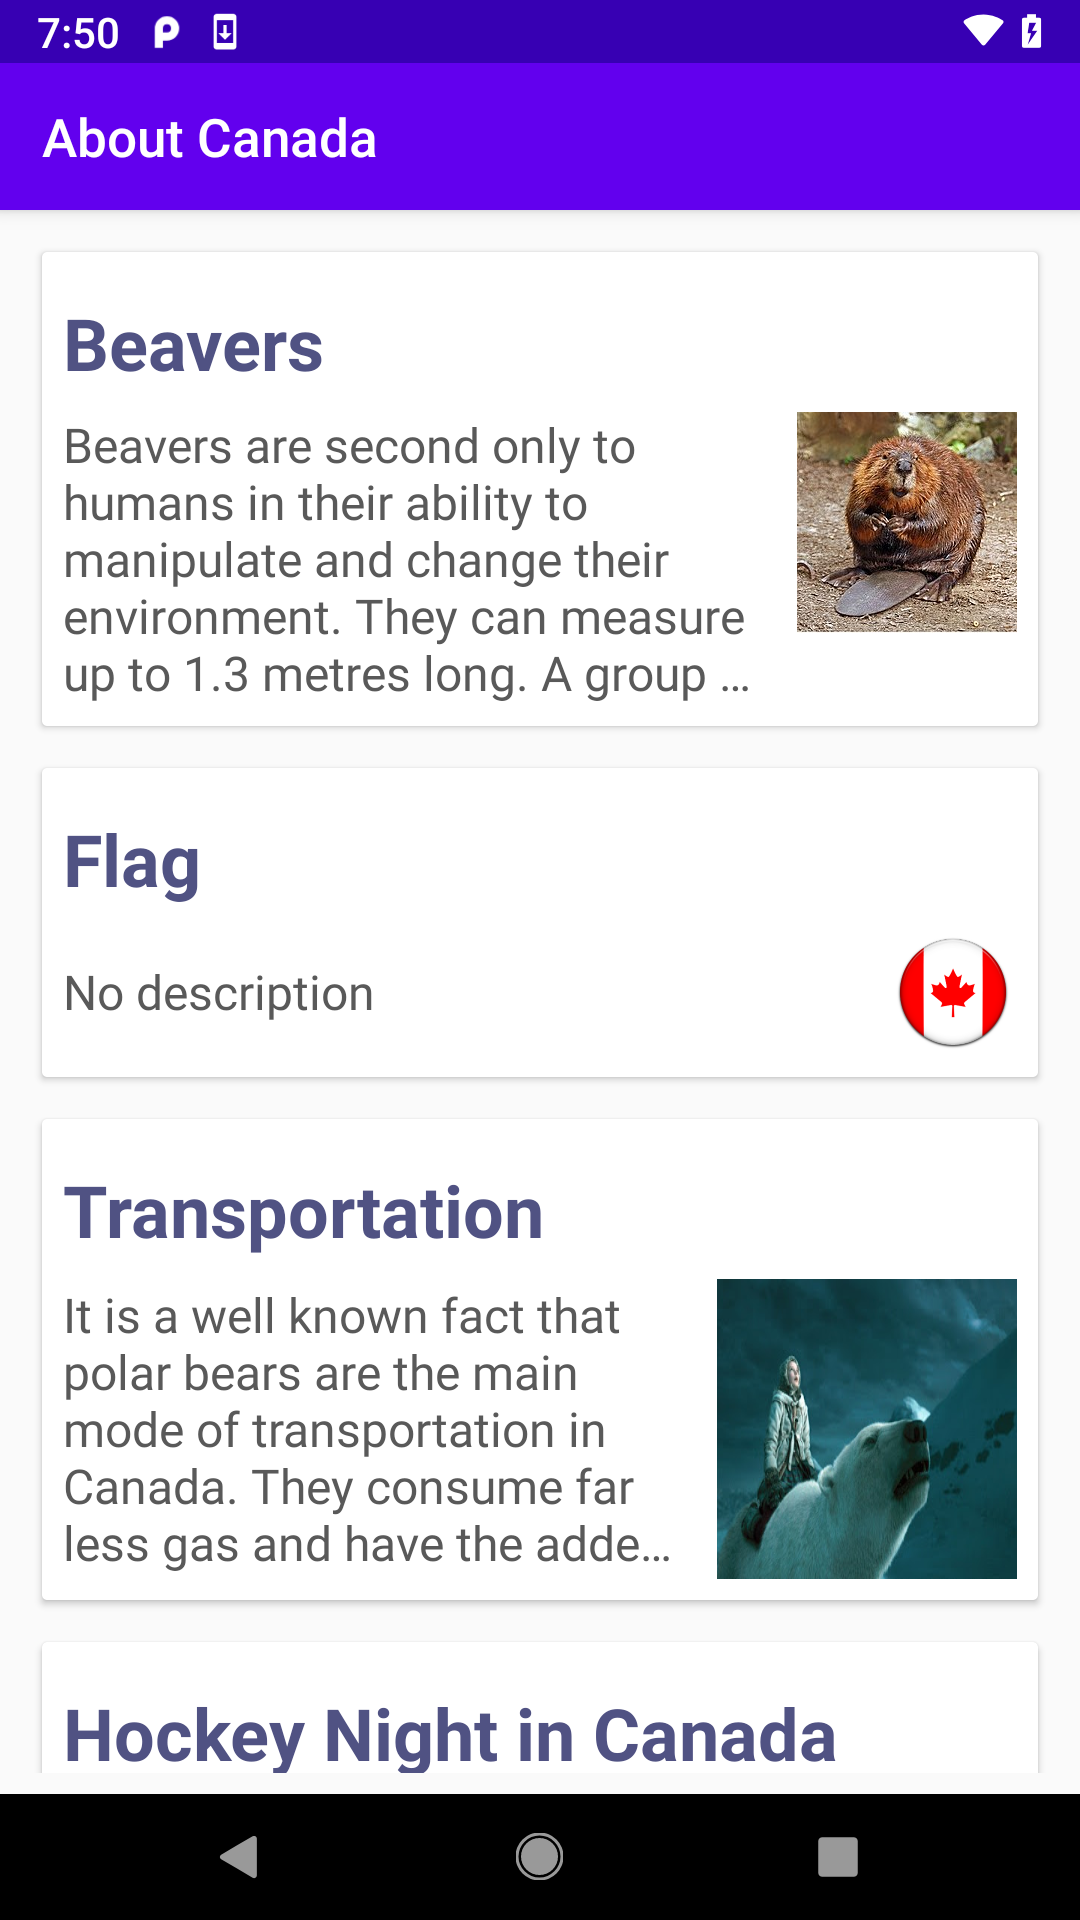 7:50
About Canada
Beavers
Beavers are second only to
humans in their ability to
manipulate and change their
environment. They can measure
up to 1.3 metres long. A group ...
Flag
No description
Transportation
It is a well known fact that
polar bears are the main
mode of transportation in
Canada. They consume far
less gas and have the adde...
Hockey Night in Canada